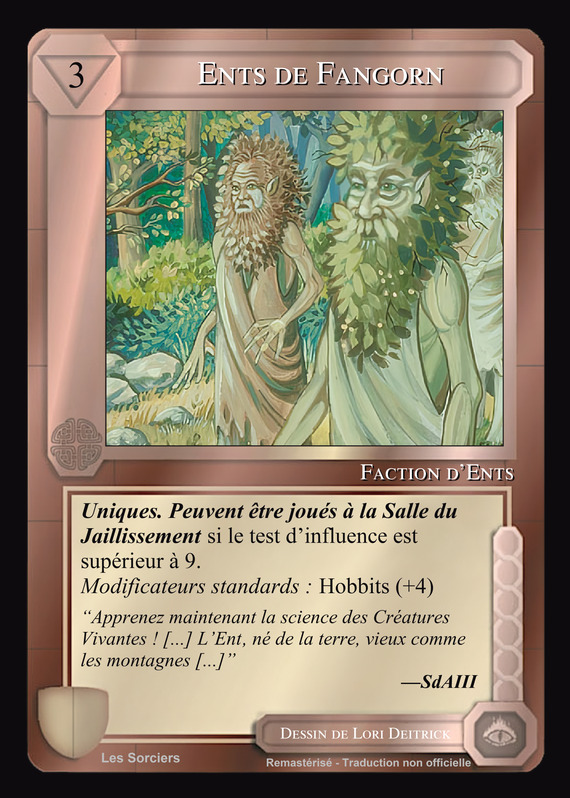 3
Ents de Fangorn
Faction d'Ents
Uniques. Peuvent être joués à la Salle du
Jaillissement si le test d'influence est
supérieur à 9.
Modificateurs standards : Hobbits (+4)
“Apprenez maintenant la science des Créatures
Vivantes ! [...] L'Ent, né de la terre, vieux comme
les montagnes [...]”
—SdAIII
Dessin de Lori Deitrick
Les Sorciers
Remastérisé - Traduction non officielle